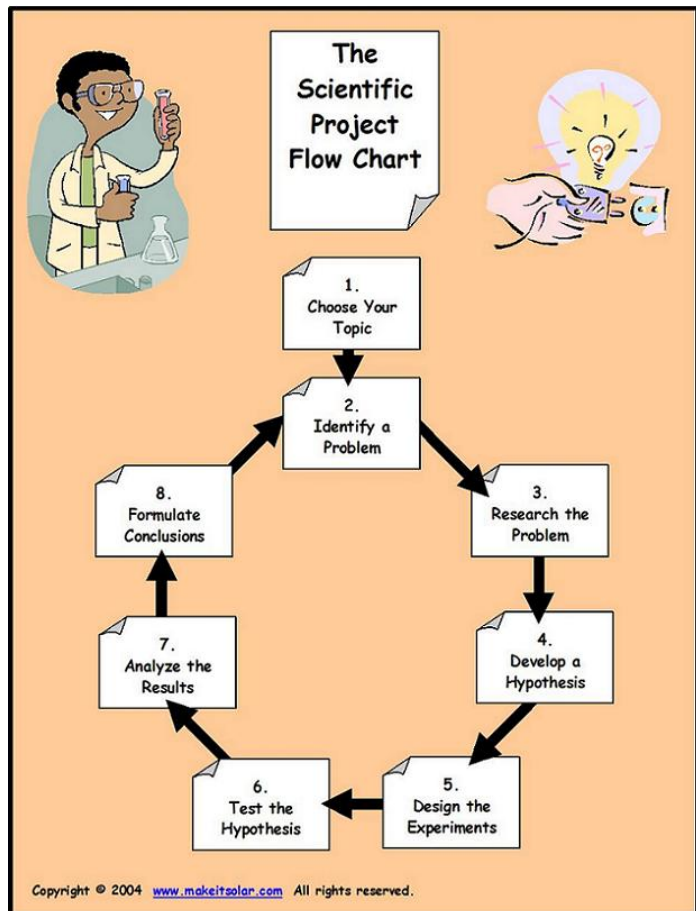 The
Scientific
Project
Flow Chart
1.
Choose Your
Topic
2.
Identify a
Problem
3.
Research the
Problem
4.
Develop a
Hypothesis
5.
Design the
Experiments
6.
Test the
Hypothesis
7.
Analyze the
Results
8.
Formulate
Conclusions
Copyright © 2004 www.makeitsolar.com All rights reserved.